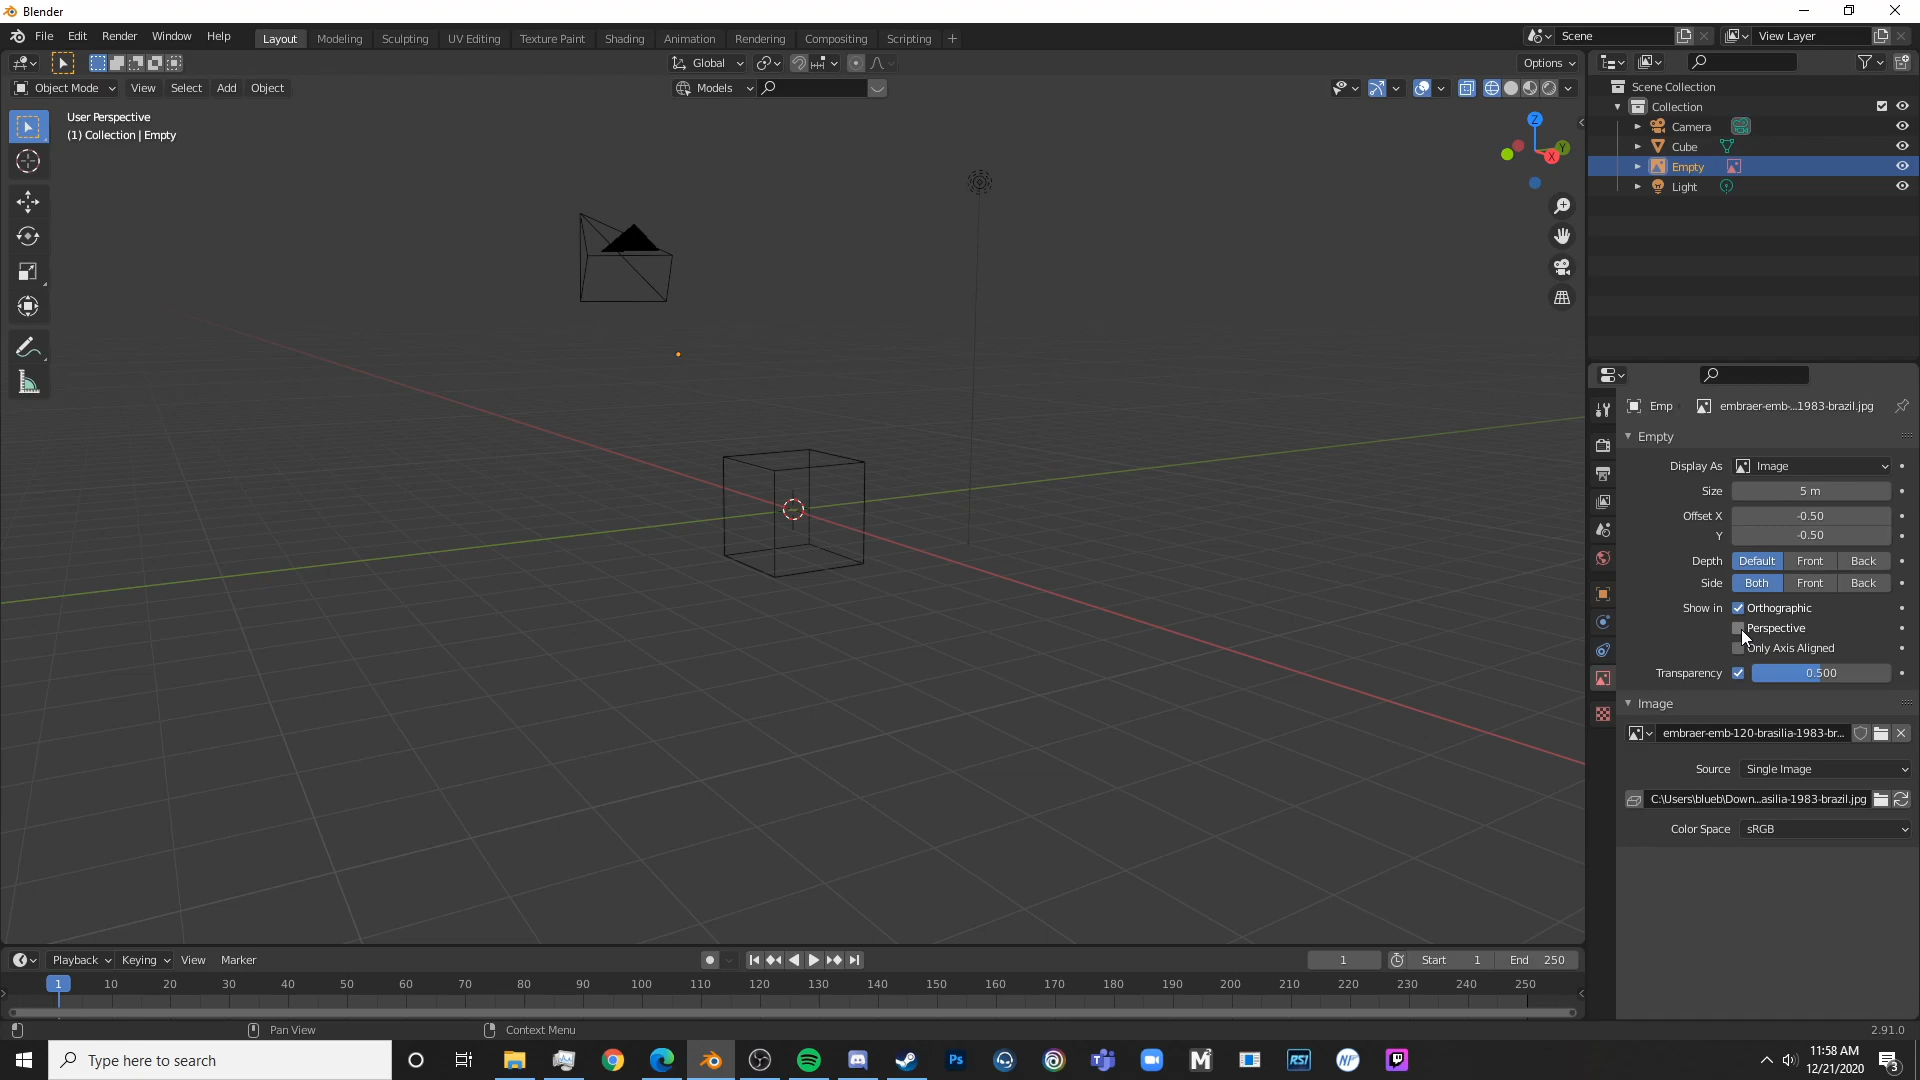 Blender
File Edit Render Window Help Layout Modeling Sculpting UV Editing Texture Paint Shading Animation Rendering Compositing Scripting + Scene View Layer
Global Options
Object Mode View Select Add Object Models
User Perspective
(1) Collection | Empty
Z
Y
X
Scene Collection
Collection
Camera
Cube
Empty
Light
Emp embraer-emb-...1983-brazil.jpg
Empty
Display As Image
Size 5 m
Offset X -0.50
Y -0.50
Depth Default Front Back
Side Both Front Back
Show in Orthographic
Perspective
Only Axis Aligned
Transparency 0.500
Image
embraer-emb-120-brasilia-1983-br...
Source Single Image
C:\Users\blueb\Down...asilia-1983-brazil.jpg
Color Space sRGB
Playback Keying View Marker 1 Start 1 End 250
1 10 20 30 40 50 60 70 80 90 100 110 120 130 140 150 160 170 180 190 200 210 220 230 240 250
Pan View Context Menu 2.91.0
Type here to search Ps M RSI NP 11:58 AM
12/21/2020 3